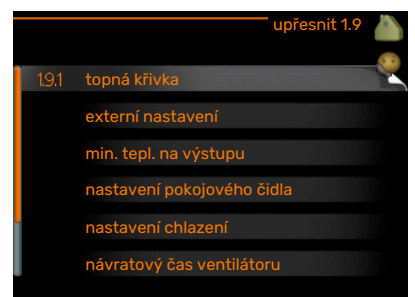 upřesnit 1.9
1.9.1 topná křivka
externí nastavení
min. tepl. na výstupu
nastavení pokojového čidla
nastavení chlazení
návratový čas ventilátoru